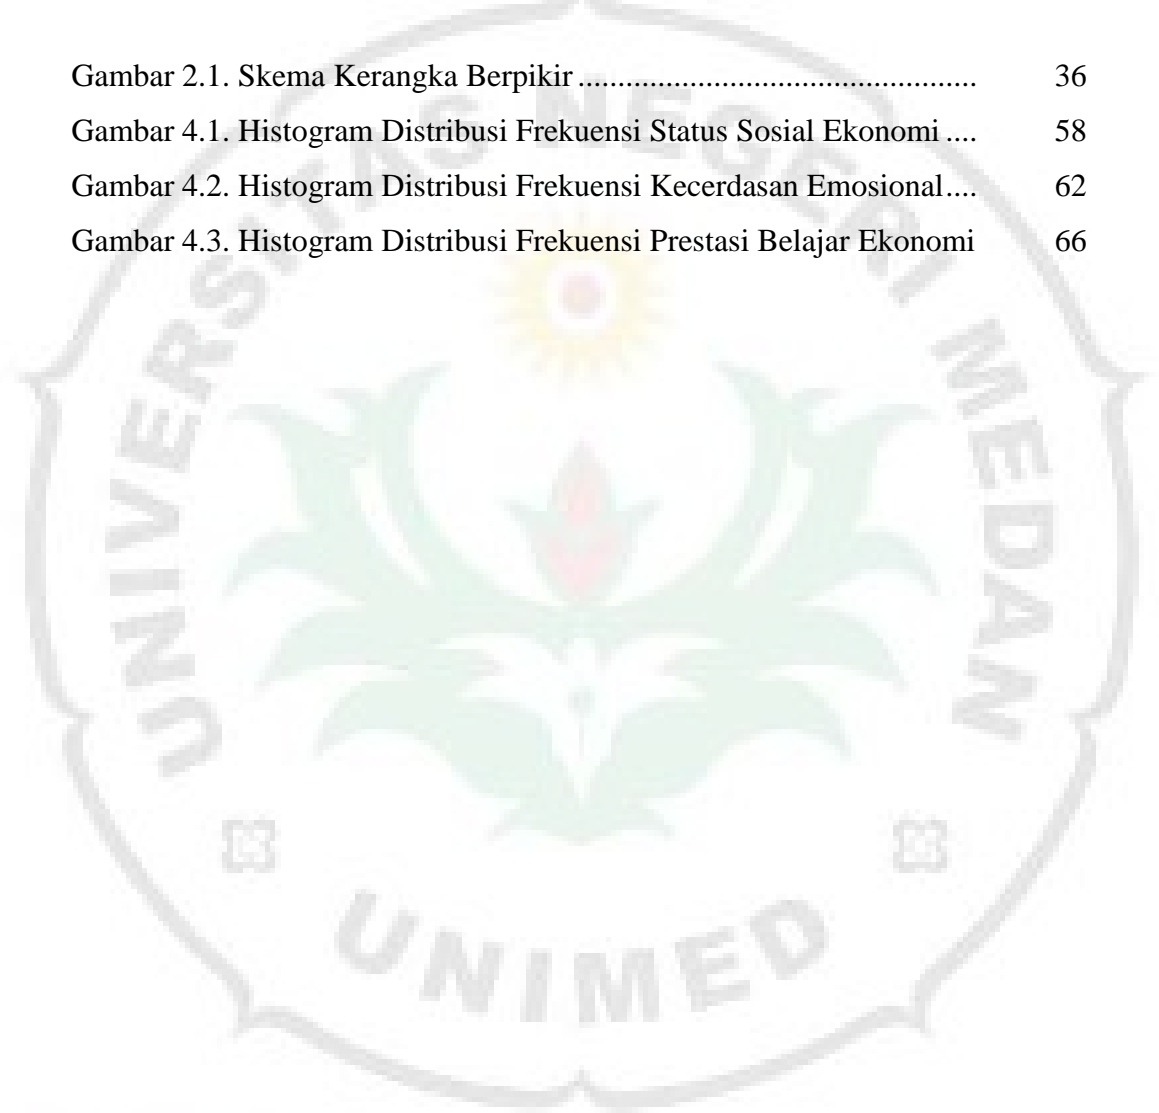 Gambar 2.1. Skema Kerangka Berpikir ................................................ 36
Gambar 4.1. Histogram Distribusi Frekuensi Status Sosial Ekonomi .... 58
Gambar 4.2. Histogram Distribusi Frekuensi Kecerdasan Emosional.... 62
Gambar 4.3. Histogram Distribusi Frekuensi Prestasi Belajar Ekonomi 66
UNIVERSITAS NEGERI MEDAN
UNIMED